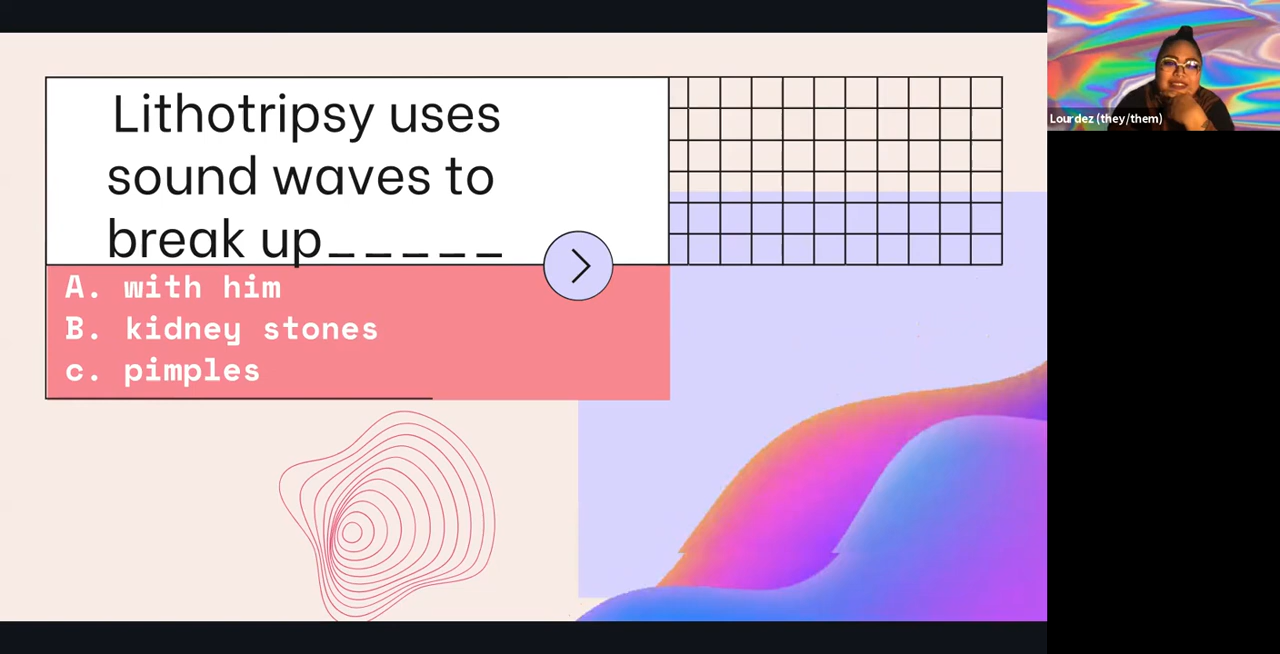 Lithotripsy uses
sound waves to
break up_____
A. with him
B. kidney stones
c. pimples
Lourdez (they/them)